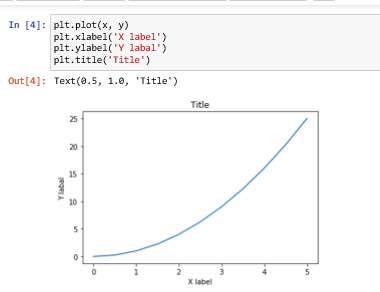 In [4]: plt.plot(x, y)
plt.xlabel('X label')
plt.ylabel('Y labal')
plt.title('Title')
Out[4]: Text(0.5, 1.0, 'Title')
Title
25
20
15
10
5
0
Y labal
0 1 2 3 4 5
X label